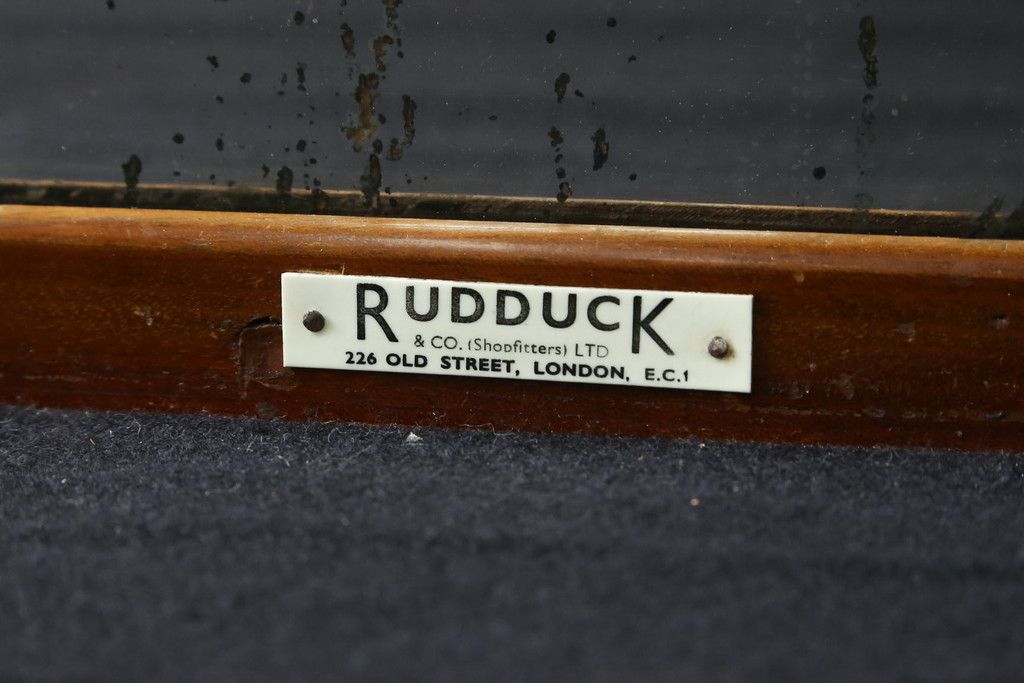 RUDDUCK
& CO. (Shopfitters) LTD
226 OLD STREET, LONDON, E.C.1